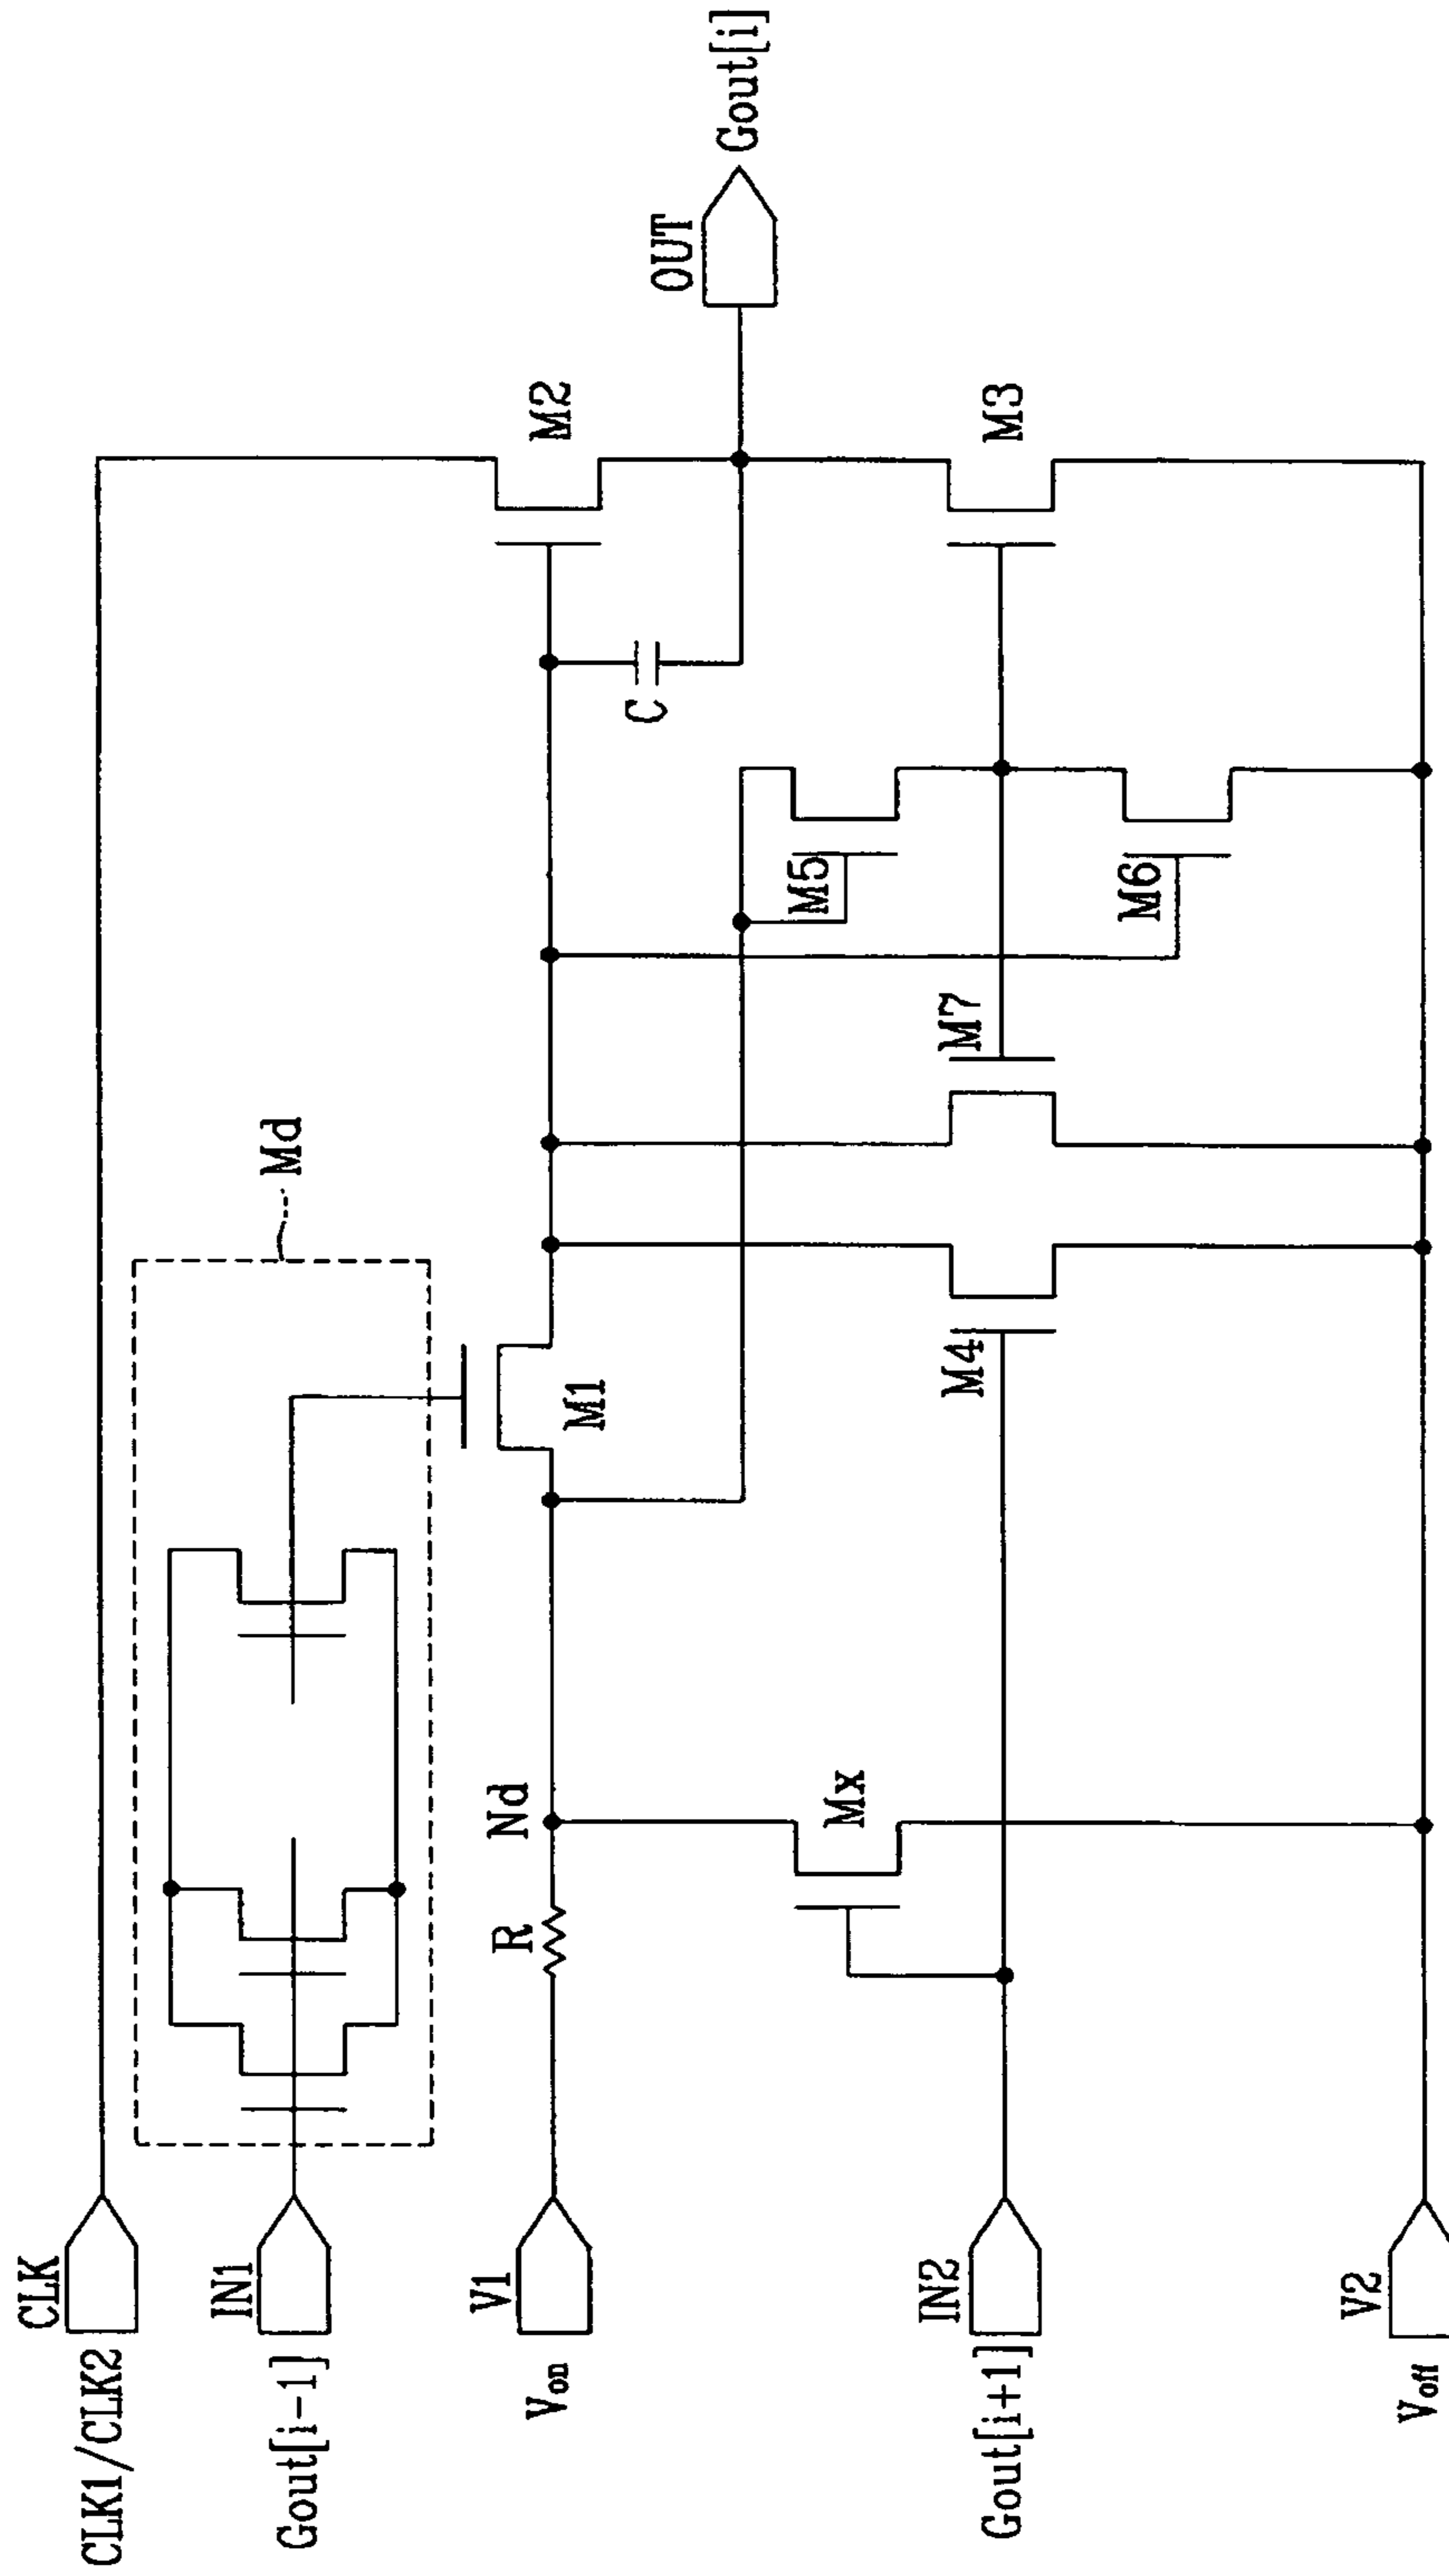 CLK
CLK1/CLK2
IN1
Gout[i-1]
Md
V1
Von
R
Nd
M1
M2
C
OUT
Gout[i]
Mx
M5
M7
M4
M6
M3
IN2
Gout[i+1]
V2
Voff